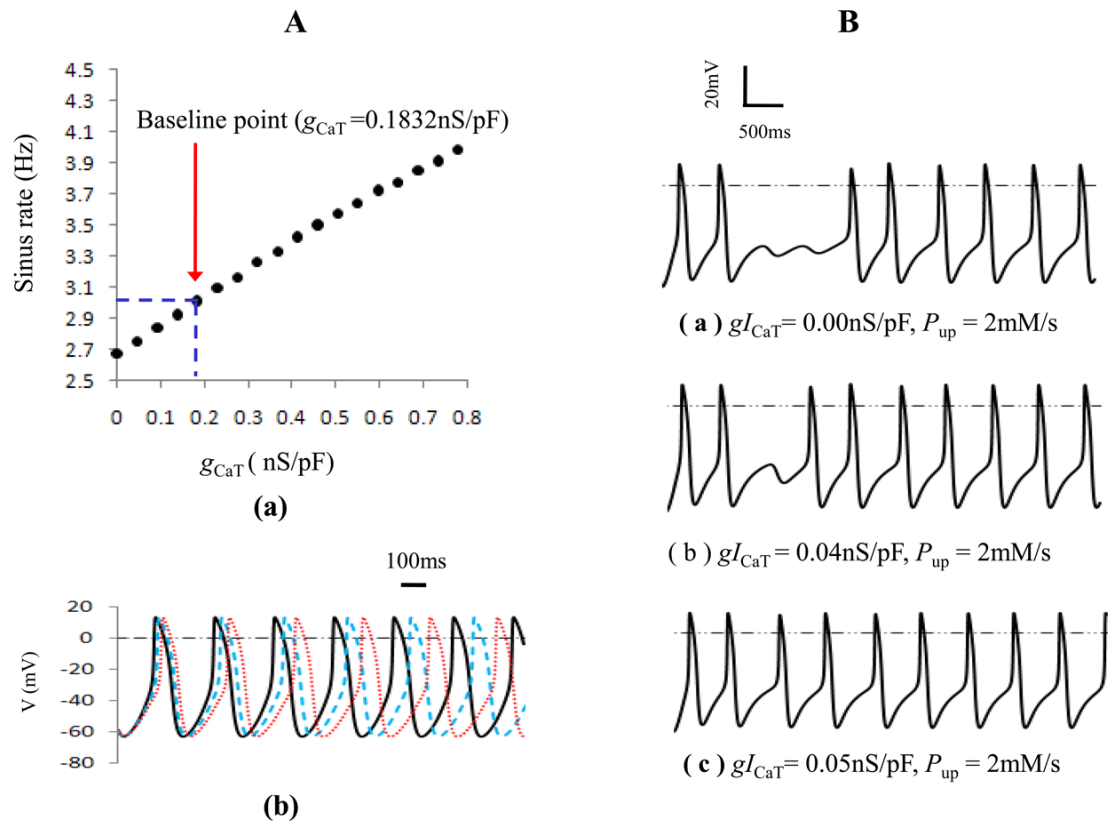 A
4.5
4.3
4.1
3.9
3.7
3.5
3.3
3.1
2.9
2.7
2.5
Sinus rate (Hz)
Baseline point (gCaT =0.1832nS/pF)
0 0.1 0.2 0.3 0.4 0.5 0.6 0.7 0.8
gCaT ( nS/pF)
(a)
100ms
20
0
-20
-40
-60
-80
V (mV)
(b)
B
20mV
500ms
( a ) gICaT= 0.00nS/pF, Pup = 2mM/s
( b ) gICaT = 0.04nS/pF, Pup = 2mM/s
( c ) gICaT= 0.05nS/pF, Pup = 2mM/s